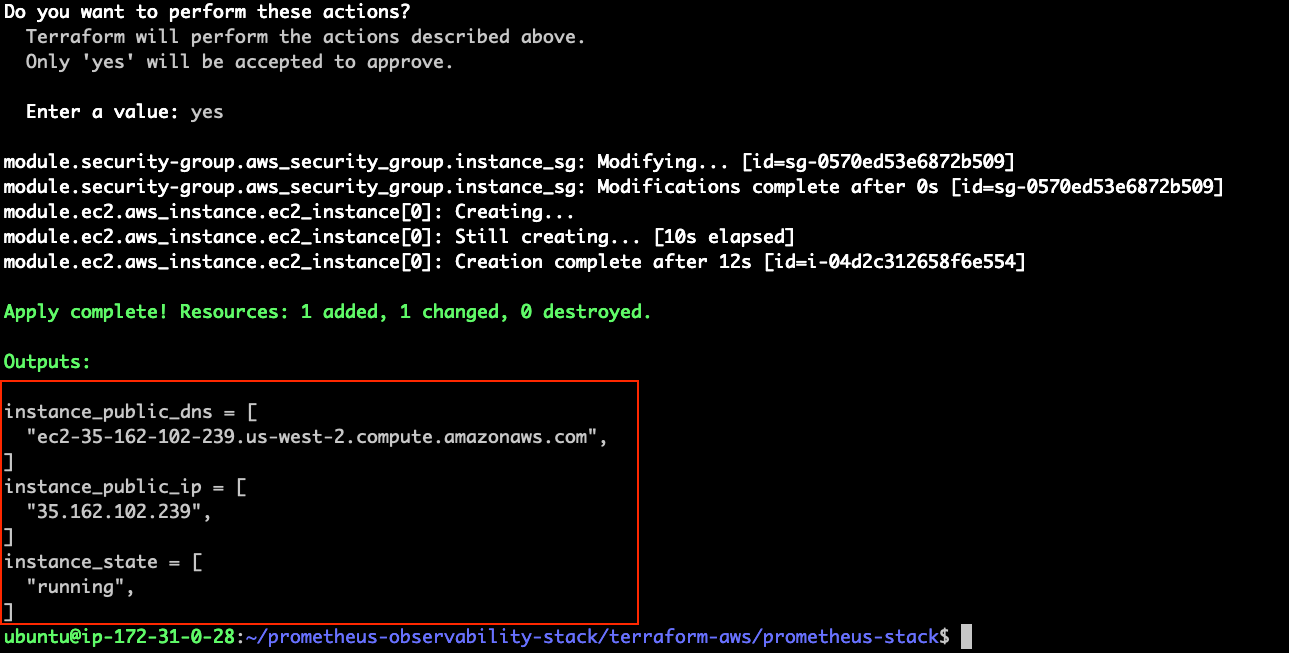 Do you want to perform these actions?
  Terraform will perform the actions described above.
  Only 'yes' will be accepted to approve.
  Enter a value: yes
module.security-group.aws_security_group.instance_sg: Modifying... [id=sg-0570ed53e6872b509]
module.security-group.aws_security_group.instance_sg: Modifications complete after 0s [id=sg-0570ed53e6872b509]
module.ec2.aws_instance.ec2_instance[0]: Creating...
module.ec2.aws_instance.ec2_instance[0]: Still creating... [10s elapsed]
module.ec2.aws_instance.ec2_instance[0]: Creation complete after 12s [id=i-04d2c312658f6e554]
Apply complete! Resources: 1 added, 1 changed, 0 destroyed.
Outputs:
instance_public_dns = [
  "ec2-35-162-102-239.us-west-2.compute.amazonaws.com",
]
instance_public_ip = [
  "35.162.102.239",
]
instance_state = [
  "running",
]
ubuntu@ip-172-31-0-28:~/prometheus-observability-stack/terraform-aws/prometheus-stack$